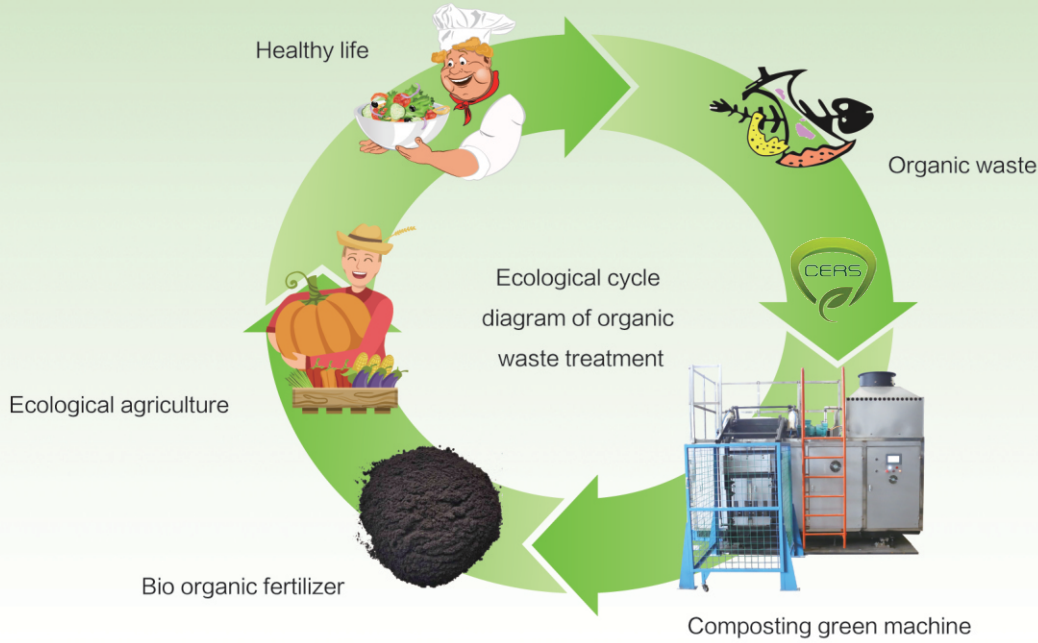 Healthy life
Organic waste
CERS
Ecological cycle
diagram of organic
waste treatment
Ecological agriculture
Bio organic fertilizer
Composting green machine